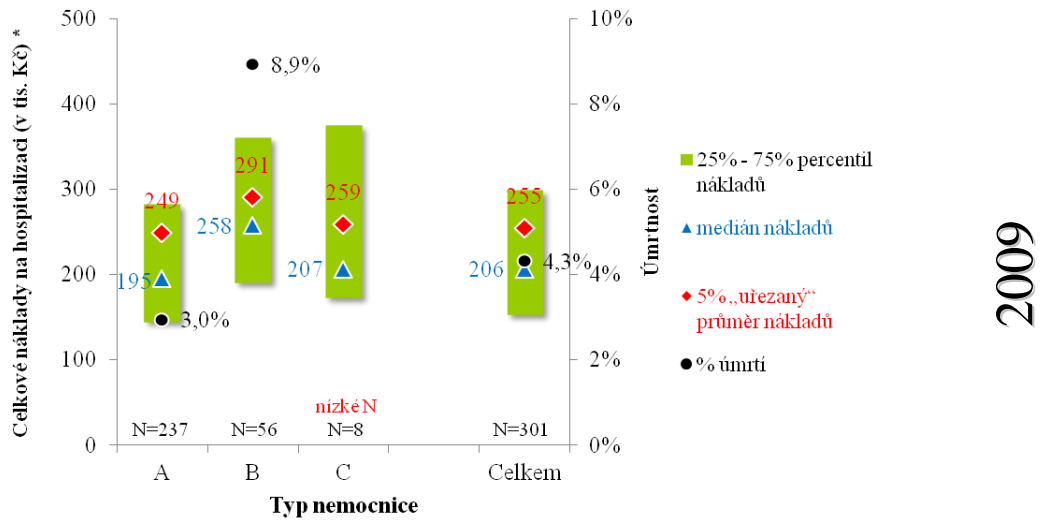 Celkové náklady na hospitalizaci (v tis. Kč) *
500
400
300
200
100
0
249
195
3,0%
N=237
291
258
8,9%
N=56
259
207
nízké N
N=8
255
206
4,3%
N=301
A
B
C
Celkem
Typ nemocnice
10%
8%
6%
4%
2%
0%
Úmrtnost
25% - 75% percentil
nákladů
medián nákladů
5% „uřezaný“
průměr nákladů
% úmrtí
2009